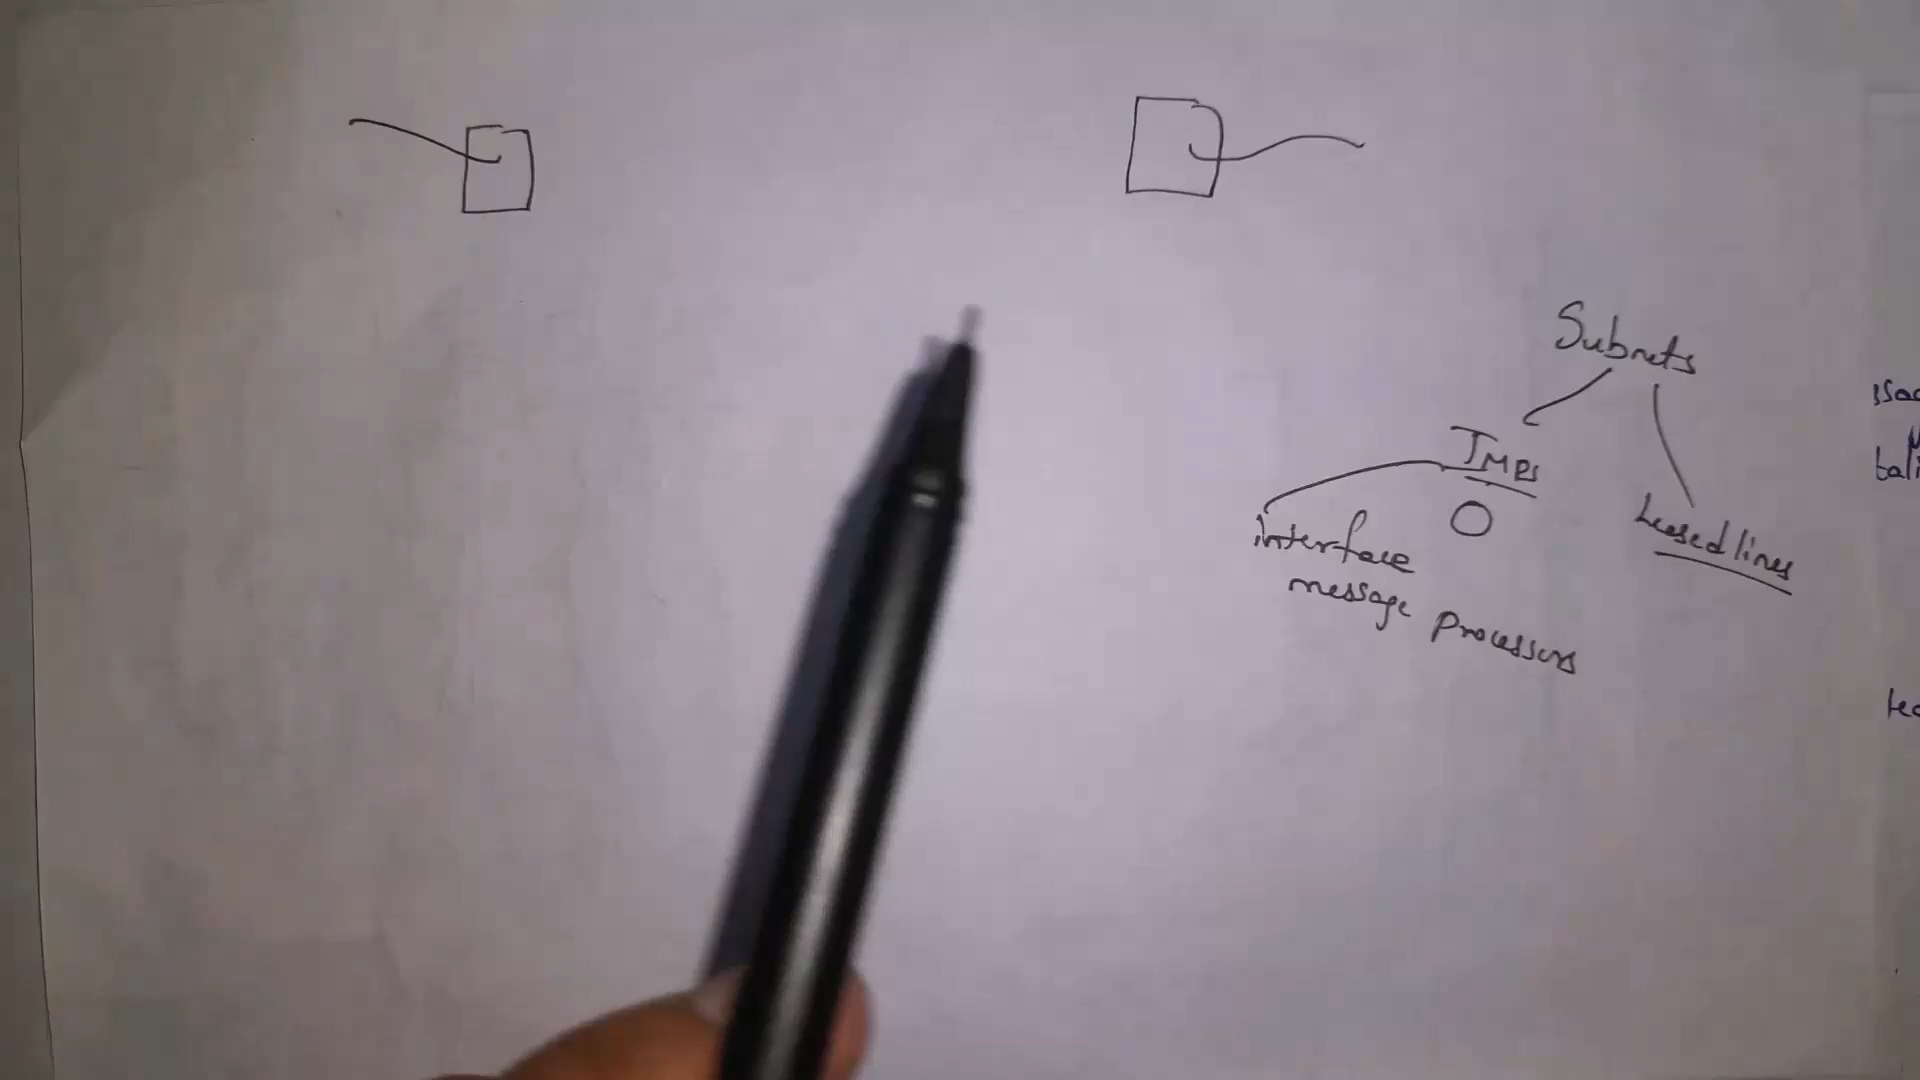 Subnets
IMPs
Leased lines
interface
message processors